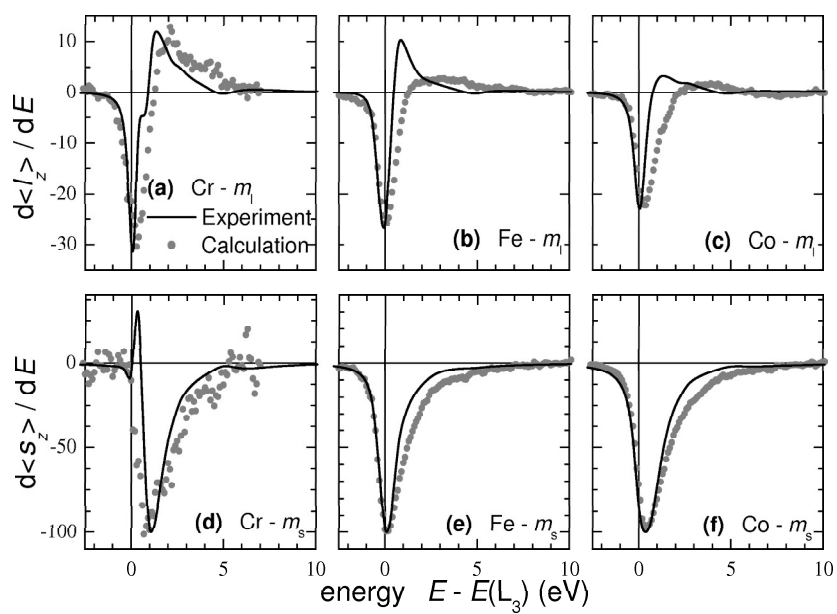 d<l_z> / dE
10
0
-10
-20
-30
(a) Cr - m_l
Experiment
Calculation
(b) Fe - m_l
(c) Co - m_l
d<s_z> / dE
0
-50
-100
(d) Cr - m_s
(e) Fe - m_s
(f) Co - m_s
0 5 10 0 5 10 0 5 10
energy E - E(L_3) (eV)